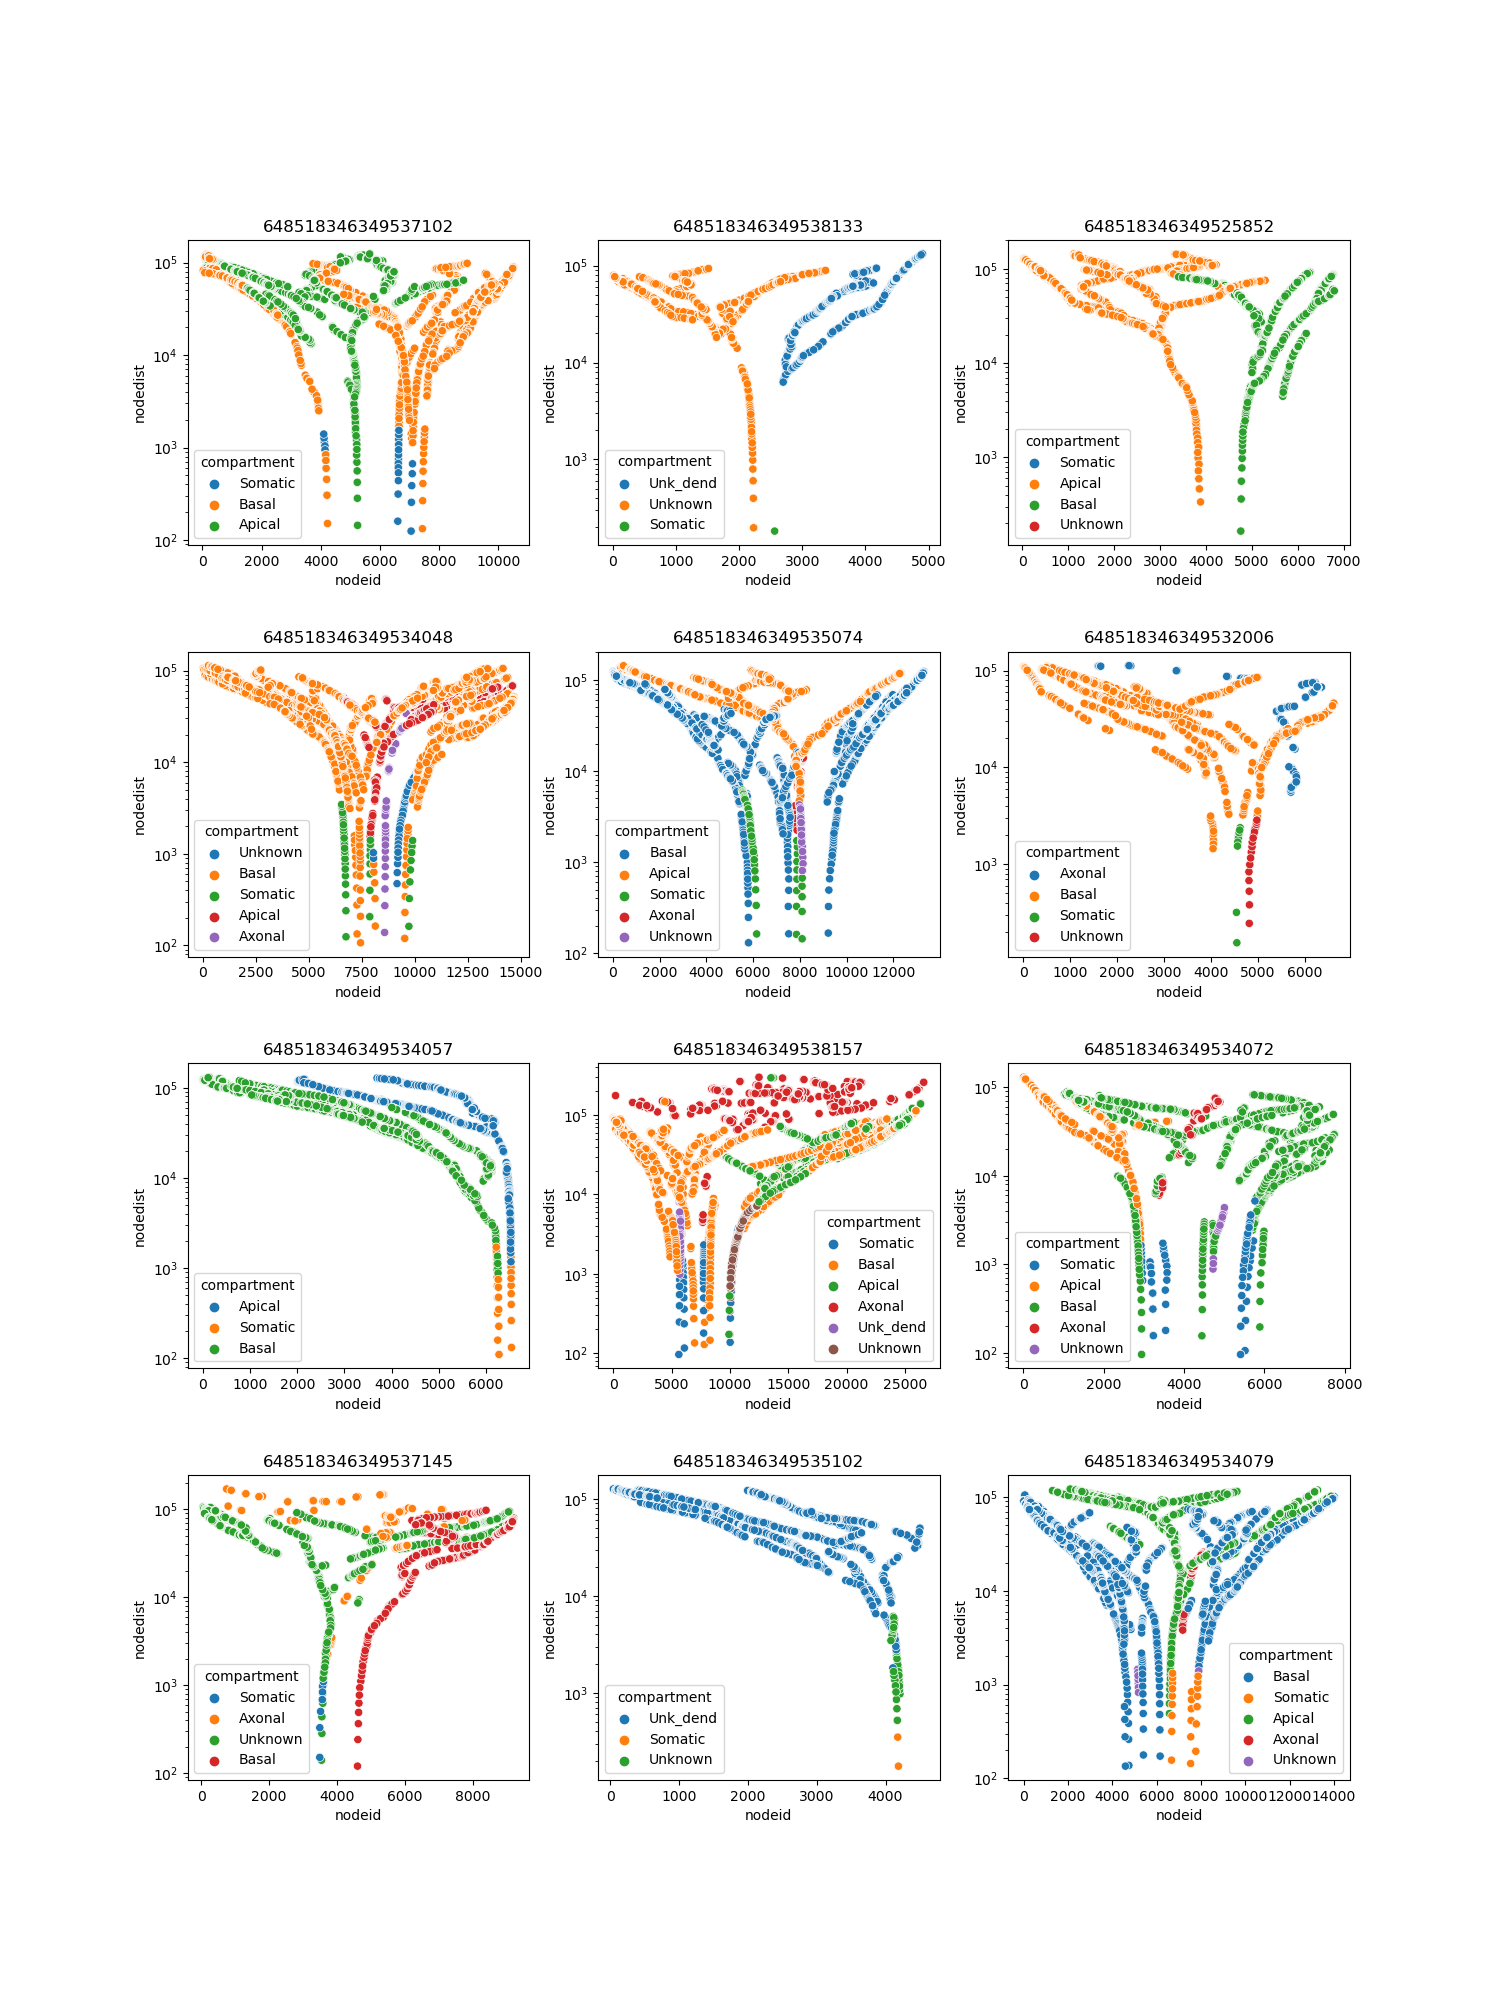 648518346349537102
10^5
10^4
10^3
10^2
nodedist
compartment
Somatic
Basal
Apical
0 2000 4000 6000 8000 10000
nodeid
648518346349538133
10^5
10^4
10^3
nodedist
compartment
Unk_dend
Unknown
Somatic
0 1000 2000 3000 4000 5000
nodeid
648518346349525852
10^5
10^4
10^3
nodedist
compartment
Somatic
Apical
Basal
Unknown
0 1000 2000 3000 4000 5000 6000 7000
nodeid
648518346349534048
10^5
10^4
10^3
10^2
nodedist
compartment
Unknown
Basal
Somatic
Apical
Axonal
0 2500 5000 7500 10000 12500 15000
nodeid
648518346349535074
10^5
10^4
10^3
10^2
nodedist
compartment
Basal
Apical
Somatic
Axonal
Unknown
0 2000 4000 6000 8000 10000 12000
nodeid
648518346349532006
10^5
10^4
10^3
nodedist
compartment
Axonal
Basal
Somatic
Unknown
0 1000 2000 3000 4000 5000 6000
nodeid
648518346349534057
10^5
10^4
10^3
10^2
nodedist
compartment
Apical
Somatic
Basal
0 1000 2000 3000 4000 5000 6000
nodeid
648518346349538157
10^5
10^4
10^3
10^2
nodedist
compartment
Somatic
Basal
Apical
Axonal
Unk_dend
Unknown
0 5000 10000 15000 20000 25000
nodeid
648518346349534072
10^5
10^4
10^3
10^2
nodedist
compartment
Somatic
Apical
Basal
Axonal
Unknown
0 2000 4000 6000 8000
nodeid
648518346349537145
10^5
10^4
10^3
10^2
nodedist
compartment
Somatic
Axonal
Unknown
Basal
0 2000 4000 6000 8000
nodeid
648518346349535102
10^5
10^4
10^3
nodedist
compartment
Unk_dend
Somatic
Unknown
0 1000 2000 3000 4000
nodeid
648518346349534079
10^5
10^4
10^3
10^2
nodedist
compartment
Basal
Somatic
Apical
Axonal
Unknown
0 2000 4000 6000 8000 10000 12000 14000
nodeid